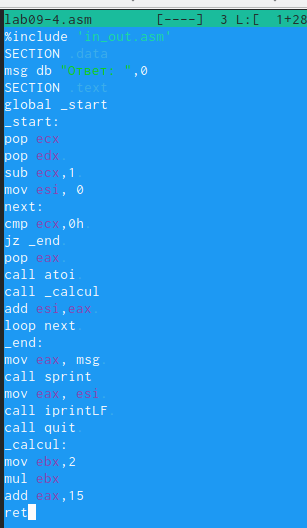 lab09-4.asm [----] 3 L:[ 1+28
%include 'in_out.asm'
SECTION .data
msg db "Ответ: ",0
SECTION .text
global _start
_start:
pop ecx
pop edx
sub ecx,1
mov esi, 0
next:
cmp ecx,0h
jz _end
pop eax
call atoi
call _calcul
add esi,eax
loop next
_end:
mov eax, msg
call sprint
mov eax, esi
call iprintLF
call quit
_calcul:
mov ebx,2
mul ebx
add eax,15
ret